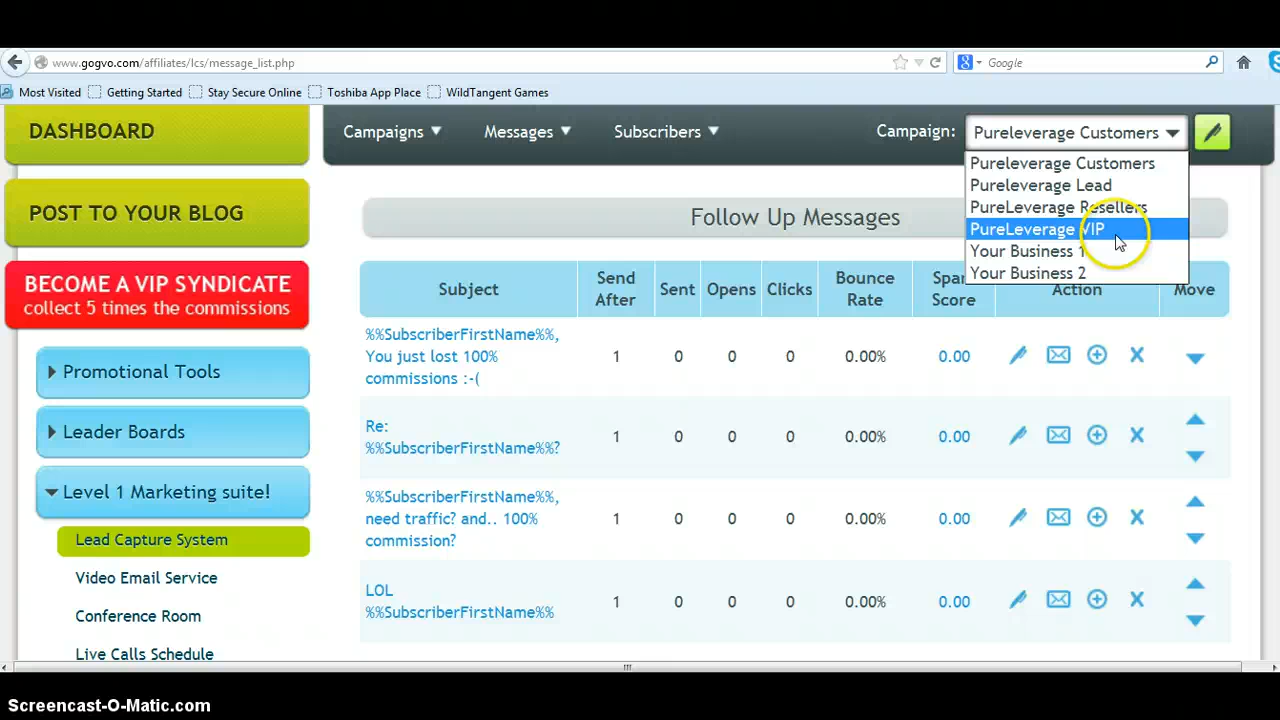 www.gogvo.com/affiliates/lcs/message_list.php
Google
Most Visited Getting Started Stay Secure Online Toshiba App Place WildTangent Games
DASHBOARD
Campaigns Messages Subscribers Campaign: Pureleverage Customers
Pureleverage Customers
Pureleverage Lead
PureLeverage Resellers
PureLeverage VIP
Your Business 1
Your Business 2
POST TO YOUR BLOG
BECOME A VIP SYNDICATE
collect 5 times the commissions
Promotional Tools
Leader Boards
Level 1 Marketing suite!
Lead Capture System
Video Email Service
Conference Room
Live Calls Schedule
Follow Up Messages
Subject Send After Sent Opens Clicks Bounce Rate Spam Score Action Move
%%SubscriberFirstName%%,
You just lost 100%
commissions :-(
1 0 0 0 0.00% 0.00
Re:
%%SubscriberFirstName%%?
1 0 0 0 0.00% 0.00
%%SubscriberFirstName%%,
need traffic? and.. 100%
commission?
1 0 0 0 0.00% 0.00
LOL
%%SubscriberFirstName%%
1 0 0 0 0.00% 0.00
Screencast-O-Matic.com